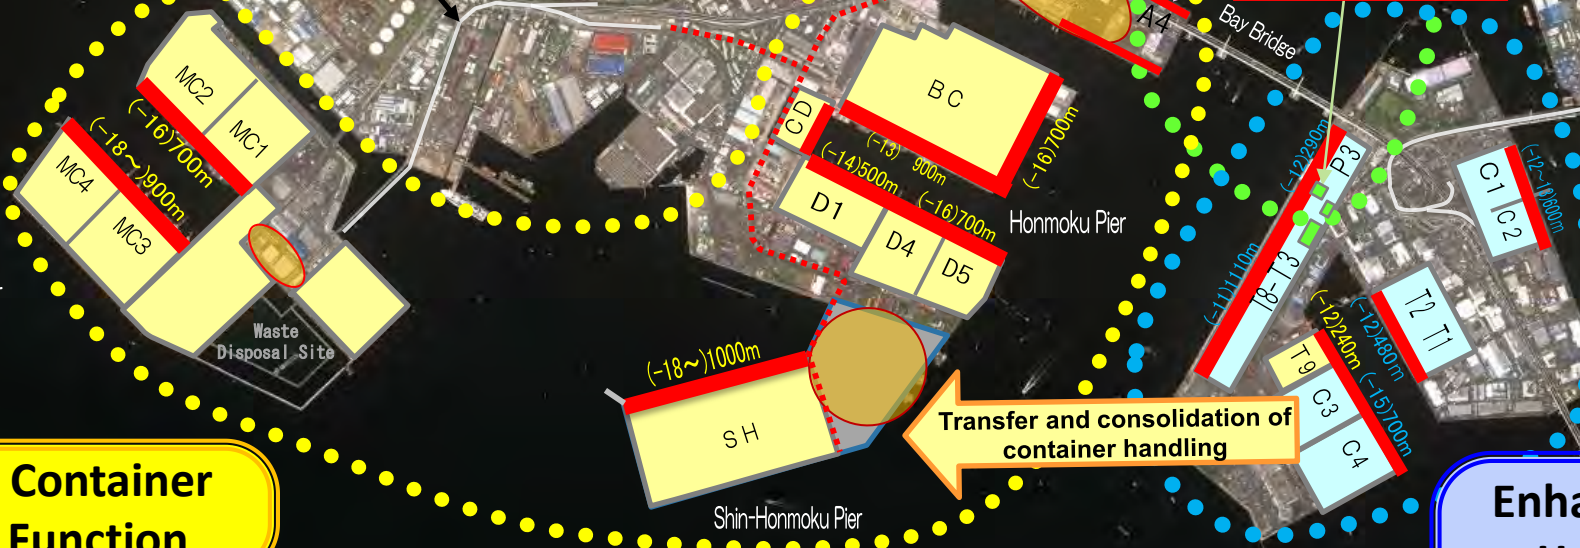 A4
Bay Bridge
MC2
MC1
(-16)700m
(-18~)900m
MC4
MC3
Waste
Disposal Site
BC
CD
(-13) 900m
(-16)700m
(-14)500m
(-16)700m
D1
D4
D5
Honmoku Pier
(-18~)1000m
SH
Shin-Honmoku Pier
Transfer and consolidation of
container handling
(-12)290m
P3
(-11)1110m
T8-T3
C1
C2
T2 T1
(-12)240m
(-12)480m
(-15)700m
T9
C3
C4
Container
Function
Enha